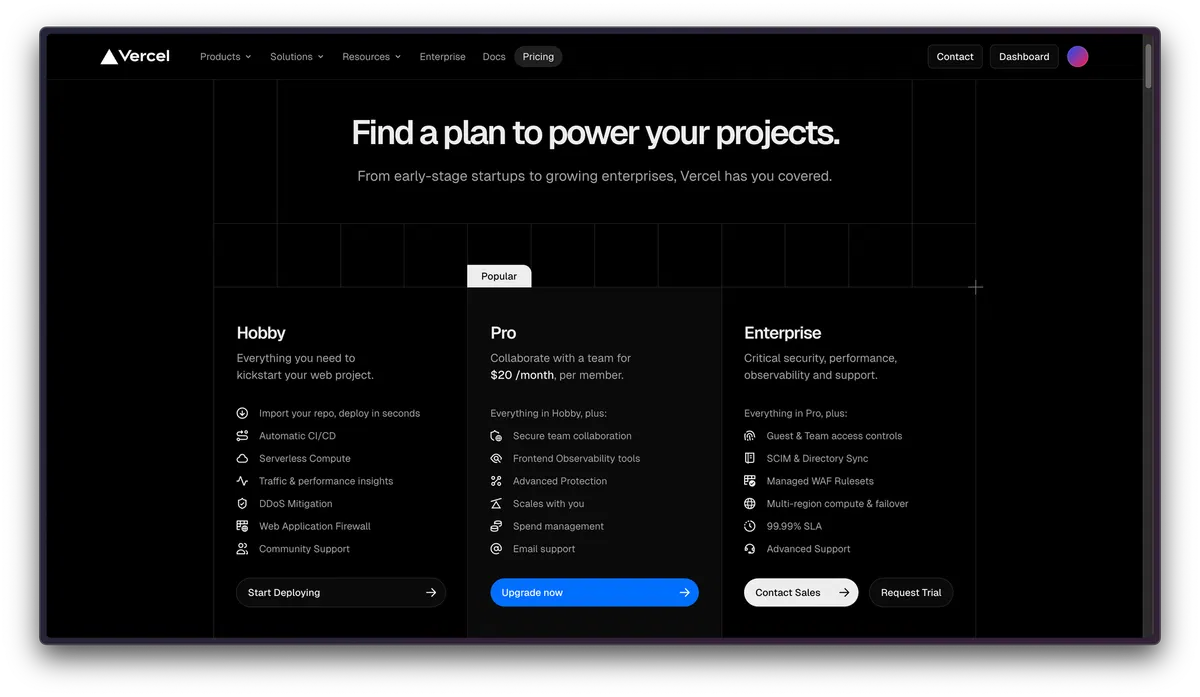 Vercel
Products
Solutions
Resources
Enterprise
Docs
Pricing
Contact
Dashboard
Find a plan to power your projects.
From early-stage startups to growing enterprises, Vercel has you covered.
Popular
Hobby
Everything you need to
kickstart your web project.
Import your repo, deploy in seconds
Automatic CI/CD
Serverless Compute
Traffic & performance insights
DDoS Mitigation
Web Application Firewall
Community Support
Start Deploying
Pro
Collaborate with a team for
$20 /month, per member.
Everything in Hobby, plus:
Secure team collaboration
Frontend Observability tools
Advanced Protection
Scales with you
Spend management
Email support
Upgrade now
Enterprise
Critical security, performance,
observability and support.
Everything in Pro, plus:
Guest & Team access controls
SCIM & Directory Sync
Managed WAF Rulesets
Multi-region compute & failover
99.99% SLA
Advanced Support
Contact Sales
Request Trial